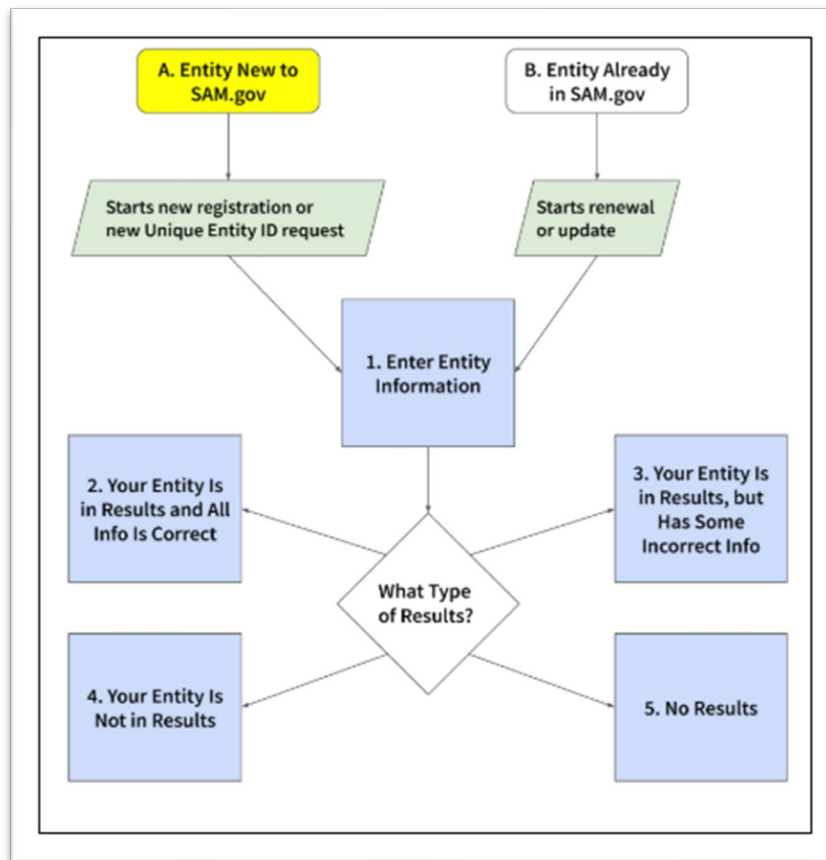 A. Entity New to
SAM.gov
B. Entity Already
in SAM.gov
Starts new registration or
new Unique Entity ID request
Starts renewal
or update
1. Enter Entity
Information
2. Your Entity Is
in Results and All
Info Is Correct
3. Your Entity Is
in Results, but
Has Some
Incorrect Info
What Type
of Results?
4. Your Entity Is
Not in Results
5. No Results